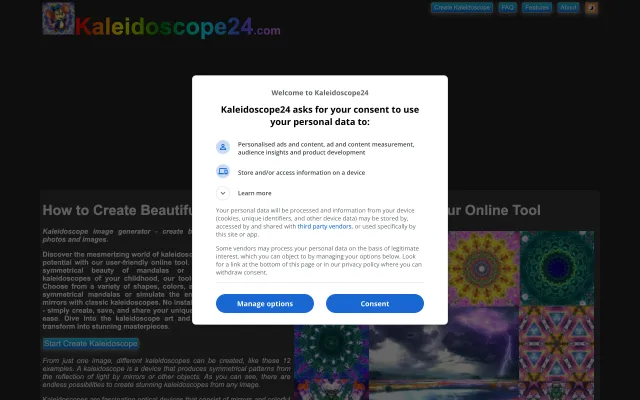 Kaleidoscope24.com
Create Kaleidoscope FAQ Features About
Welcome to Kaleidoscope24
Kaleidoscope24 asks for your consent to use
your personal data to:
Personalised ads and content, ad and content measurement,
audience insights and product development
Store and/or access information on a device
Learn more
Your personal data will be processed and information from your device
(cookies, unique identifiers, and other device data) may be stored by,
accessed by and shared with third party vendors, or used specifically by
this site or app.
Some vendors may process your personal data on the basis of legitimate
interest, which you can object to by managing your options below. Look
for a link at the bottom of this page or in our privacy policy where you can
withdraw consent.
Manage options Consent
How to Create Beautifu ur Online Tool
Kaleidoscope image generator - create b
photos and images.
Discover the mesmerizing world of kaleidos
potential with our user-friendly online tool.
symmetrical beauty of mandalas or
kaleidoscopes of your childhood, our tool
Choose from a variety of shapes, colors, a
symmetrical mandalas or simulate the en
mirrors with classic kaleidoscopes. No instal
- simply create, save, and share your unique
ease. Dive into the kaleidoscope art and
transform into stunning masterpieces.
Start Create Kaleidoscope
From just one image, different kaleidoscopes can be created, like these 12
examples. A kaleidoscope is a device that produces symmetrical patterns from
the reflection of light by mirrors or other objects. As you can see, there are
endless possibilities to create stunning kaleidoscopes from any image.